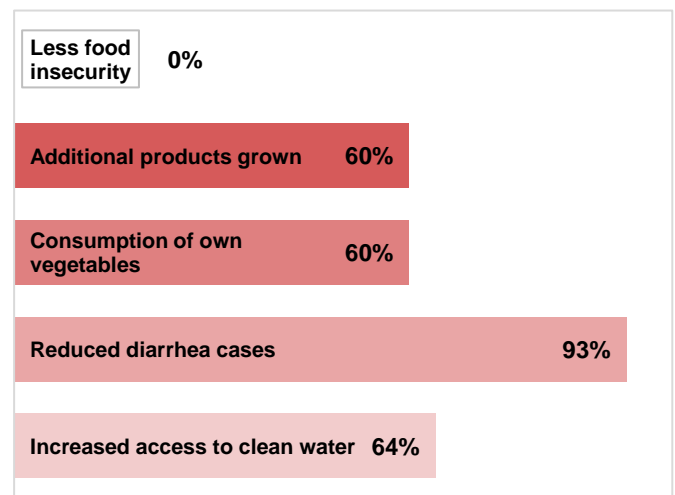 Less food
insecurity 0%
Additional products grown 60%
Consumption of own
vegetables 60%
Reduced diarrhea cases 93%
Increased access to clean water 64%